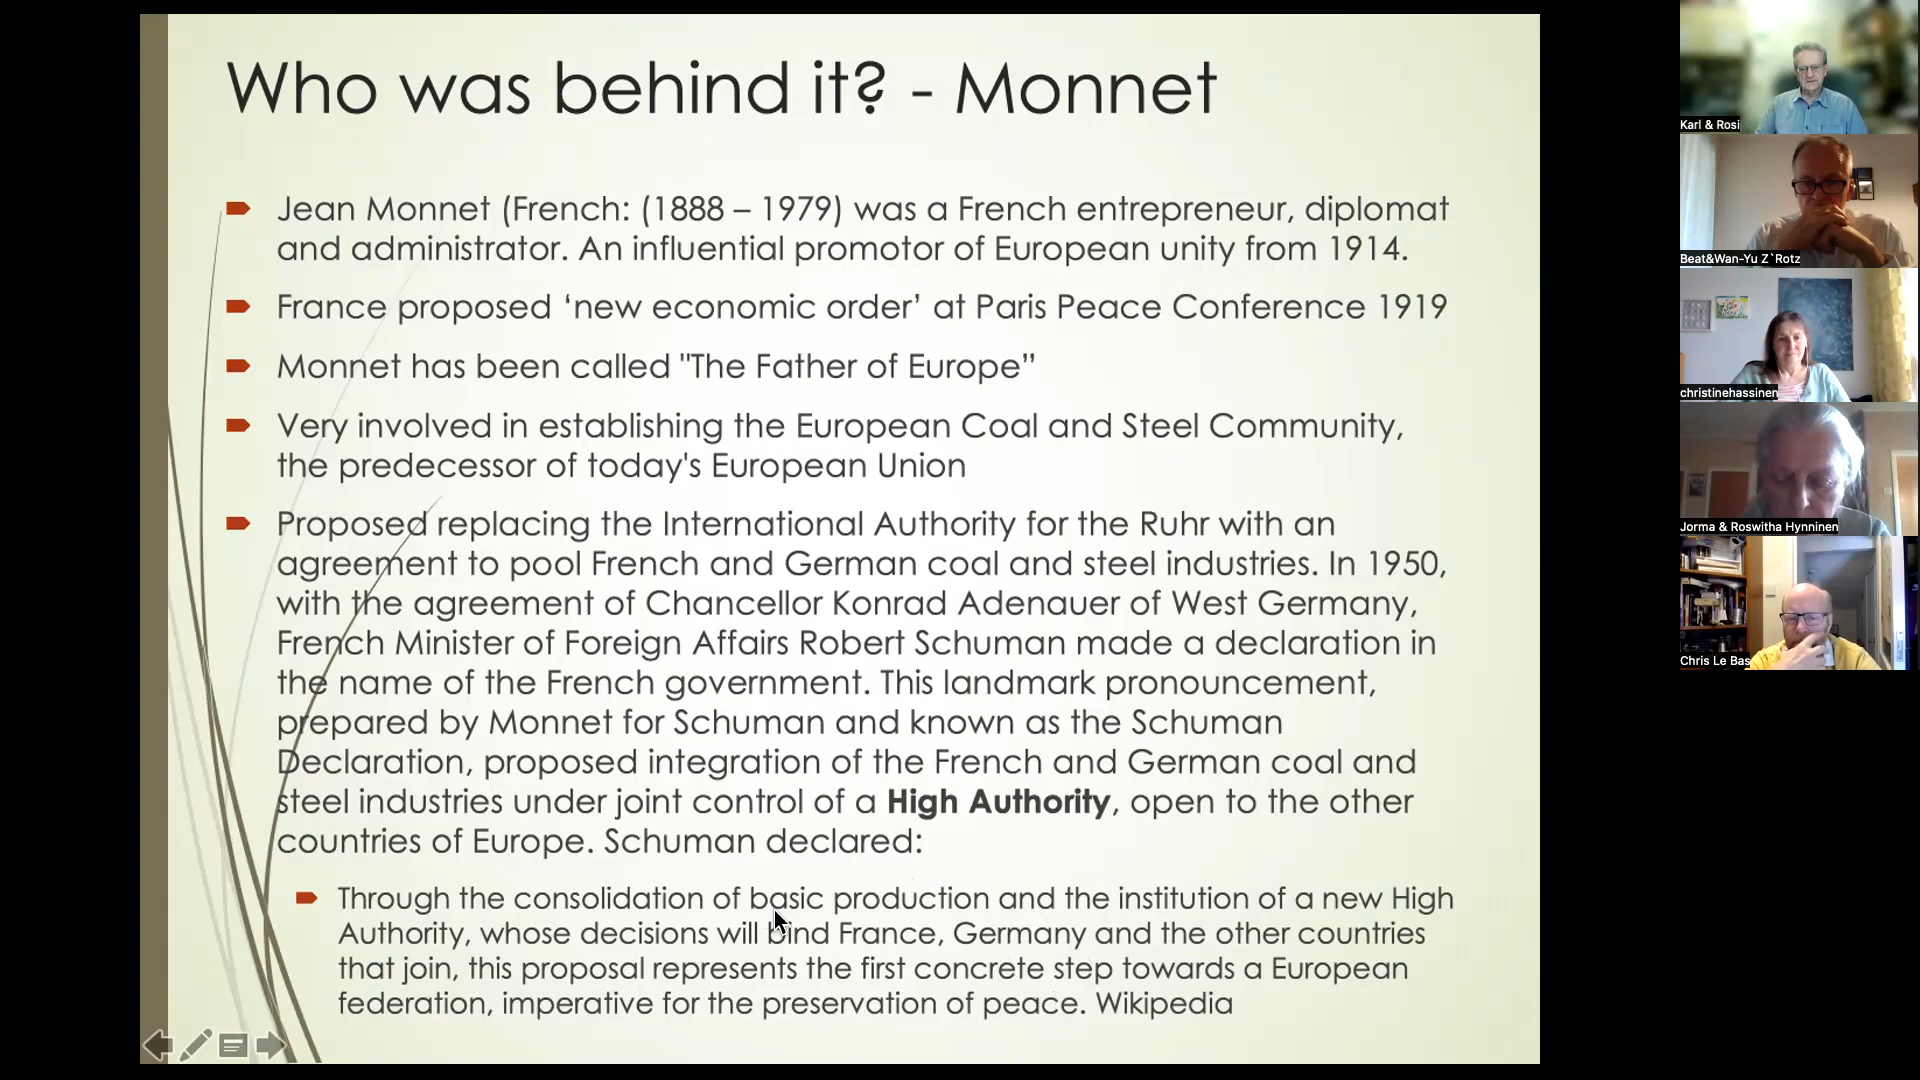 Who was behind it? - Monnet
Jean Monnet (French: (1888 – 1979) was a French entrepreneur, diplomat
and administrator. An influential promotor of European unity from 1914.
France proposed ‘new economic order’ at Paris Peace Conference 1919
Monnet has been called "The Father of Europe”
Very involved in establishing the European Coal and Steel Community,
the predecessor of today's European Union
Proposed replacing the International Authority for the Ruhr with an
agreement to pool French and German coal and steel industries. In 1950,
with the agreement of Chancellor Konrad Adenauer of West Germany,
French Minister of Foreign Affairs Robert Schuman made a declaration in
the name of the French government. This landmark pronouncement,
prepared by Monnet for Schuman and known as the Schuman
Declaration, proposed integration of the French and German coal and
steel industries under joint control of a High Authority, open to the other
countries of Europe. Schuman declared:
Through the consolidation of basic production and the institution of a new High
Authority, whose decisions will bind France, Germany and the other countries
that join, this proposal represents the first concrete step towards a European
federation, imperative for the preservation of peace. Wikipedia
Karl & Rosi
Beat&Wan-Yu Z`Rotz
christinehassinen
Jorma & Roswitha Hynninen
Chris Le Bas